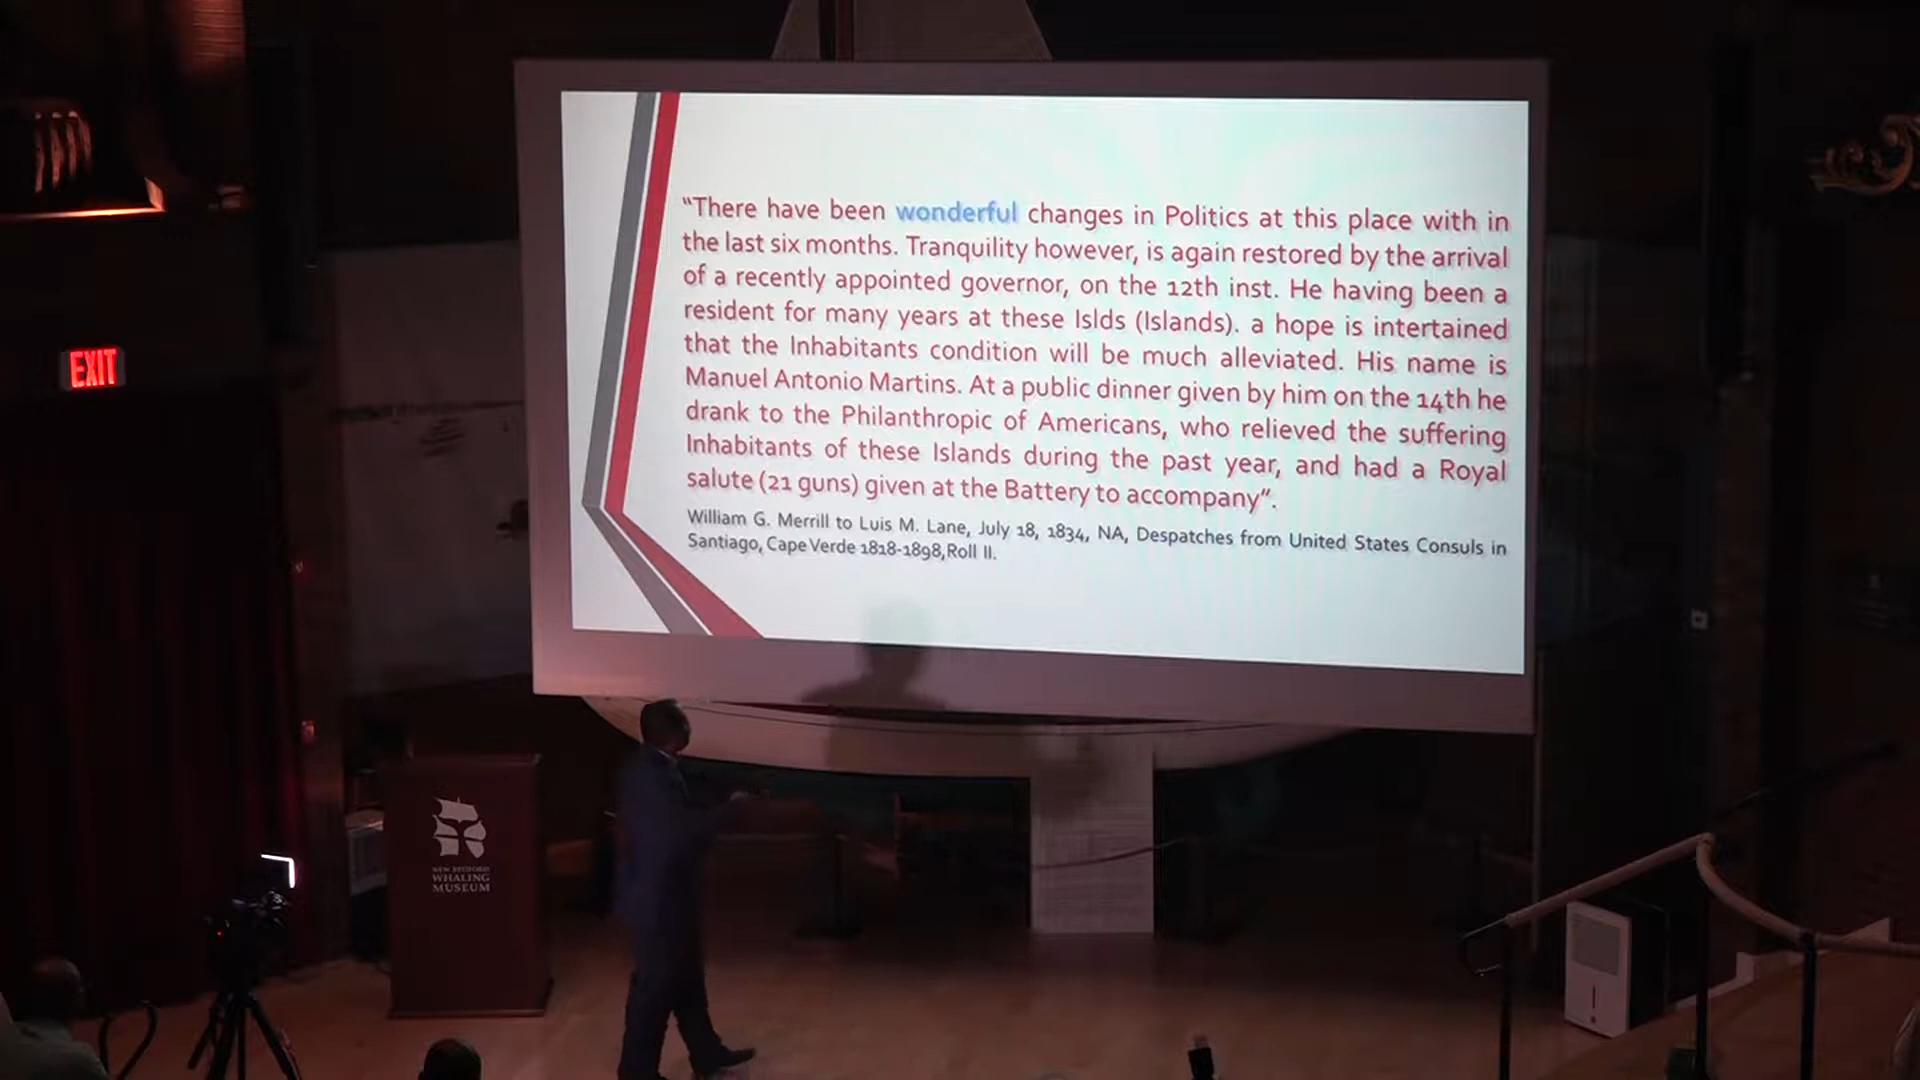 EXIT
“There have been wonderful changes in Politics at this place with in
the last six months. Tranquility however, is again restored by the arrival
of a recently appointed governor, on the 12th inst. He having been a
resident for many years at these Islds (Islands). a hope is intertained
that the Inhabitants condition will be much alleviated. His name is
Manuel Antonio Martins. At a public dinner given by him on the 14th he
drank to the Philanthropic of Americans, who relieved the suffering
Inhabitants of these Islands during the past year, and had a Royal
salute (21 guns) given at the Battery to accompany“.
William G. Merrill to Luis M. Lane, July 18, 1834, NA, Despatches from United States Consuls in
Santiago, Cape Verde 1818-1898,Roll II.
NEW BEDFORD
WHALING
MUSEUM